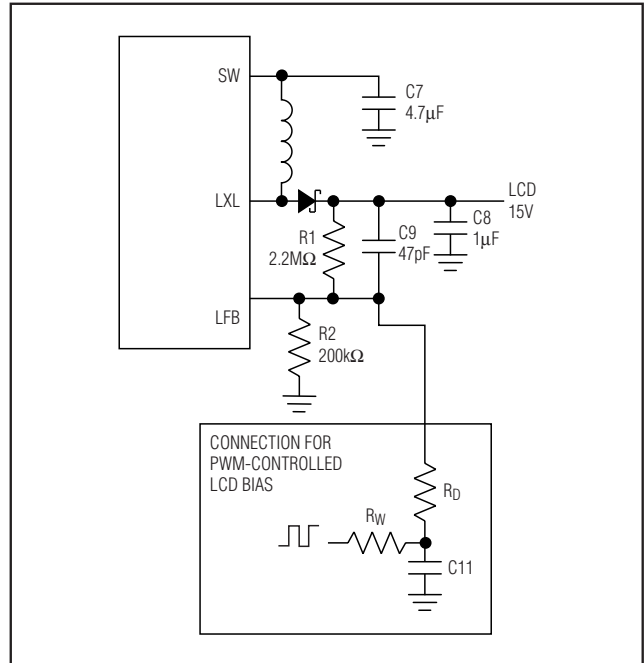 SW
C7
4.7μF
LXL
LCD
15V
R1
2.2MΩ
C9
47pF
C8
1μF
LFB
R2
200kΩ
CONNECTION FOR
PWM-CONTROLLED
LCD BIAS
RD
RW
C11